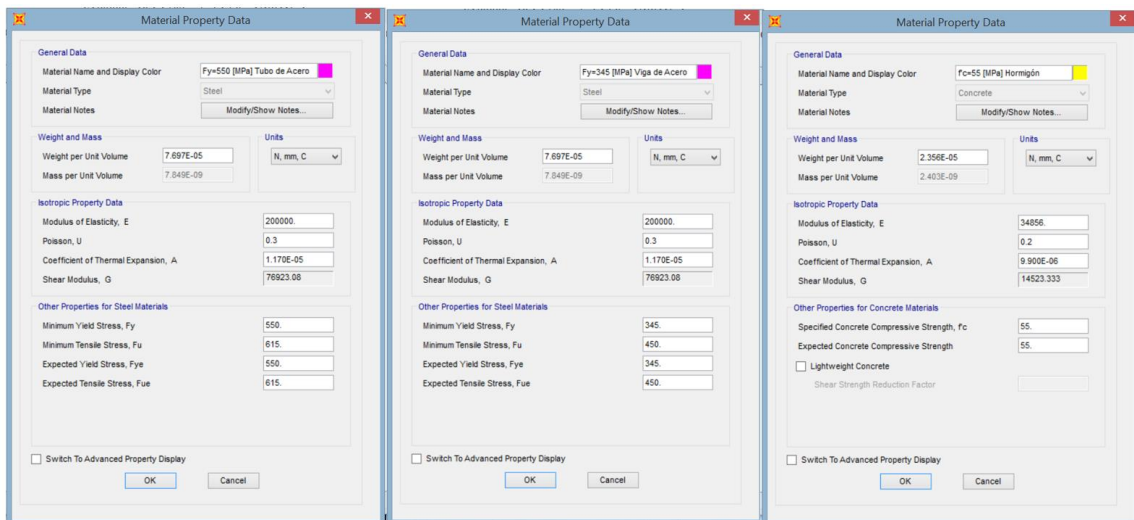 Material Property Data
General Data
Material Name and Display Color Fy=550 [MPa] Tubo de Acero
Material Type Steel
Material Notes Modify/Show Notes...
Weight and Mass Units
Weight per Unit Volume 7.697E-05 N, mm, C
Mass per Unit Volume 7.849E-09
Isotropic Property Data
Modulus of Elasticity, E 200000.
Poisson, U 0.3
Coefficient of Thermal Expansion, A 1.170E-05
Shear Modulus, G 76923.08
Other Properties for Steel Materials
Minimum Yield Stress, Fy 550.
Minimum Tensile Stress, Fu 615.
Expected Yield Stress, Fye 550.
Expected Tensile Stress, Fue 615.
Switch To Advanced Property Display
OK Cancel
Material Property Data
General Data
Material Name and Display Color Fy=345 [MPa] Viga de Acero
Material Type Steel
Material Notes Modify/Show Notes...
Weight and Mass Units
Weight per Unit Volume 7.697E-05 N, mm, C
Mass per Unit Volume 7.849E-09
Isotropic Property Data
Modulus of Elasticity, E 200000.
Poisson, U 0.3
Coefficient of Thermal Expansion, A 1.170E-05
Shear Modulus, G 76923.08
Other Properties for Steel Materials
Minimum Yield Stress, Fy 345.
Minimum Tensile Stress, Fu 450.
Expected Yield Stress, Fye 345.
Expected Tensile Stress, Fue 450.
Switch To Advanced Property Display
OK Cancel
Material Property Data
General Data
Material Name and Display Color f'c=55 [MPa] Hormigón
Material Type Concrete
Material Notes Modify/Show Notes...
Weight and Mass Units
Weight per Unit Volume 2.356E-05 N, mm, C
Mass per Unit Volume 2.403E-09
Isotropic Property Data
Modulus of Elasticity, E 34856.
Poisson, U 0.2
Coefficient of Thermal Expansion, A 9.900E-06
Shear Modulus, G 14523.333
Other Properties for Concrete Materials
Specified Concrete Compressive Strength, f'c 55.
Expected Concrete Compressive Strength 55.
Lightweight Concrete
Shear Strength Reduction Factor
Switch To Advanced Property Display
OK Cancel